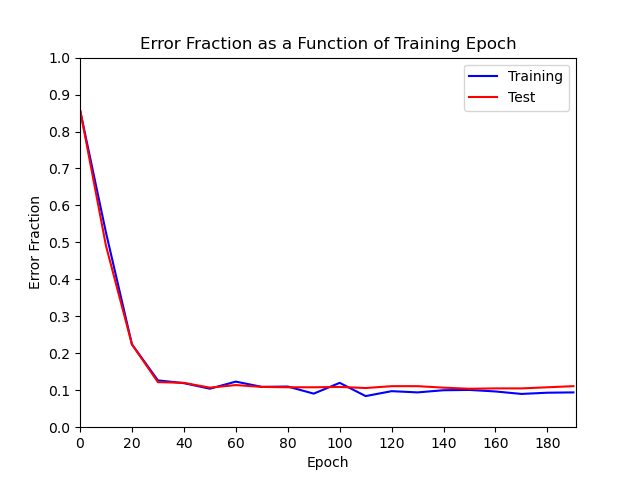 Error Fraction as a Function of Training Epoch
Training
Test
Error Fraction
1.0
0.9
0.8
0.7
0.6
0.5
0.4
0.3
0.2
0.1
0.0
0 20 40 60 80 100 120 140 160 180
Epoch